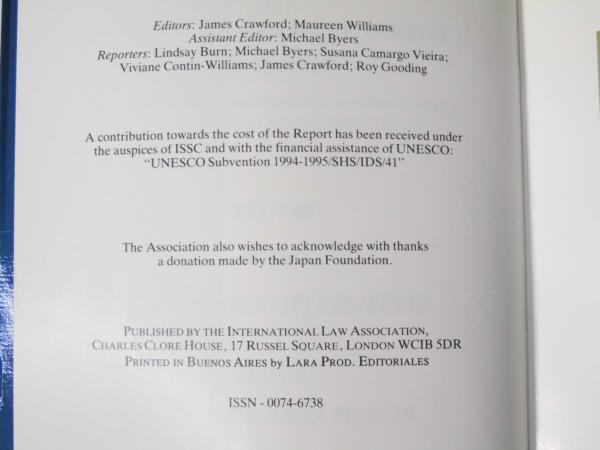 Editors: James Crawford; Maureen Williams
Assistant Editor: Michael Byers
Reporters: Lindsay Burn; Michael Byers; Susana Camargo Vieira;
Viviane Contin-Williams; James Crawford; Roy Gooding
A contribution towards the cost of the Report has been received under
the auspices of ISSC and with the financial assistance of UNESCO:
“UNESCO Subvention 1994-1995/SHS/IDS/41”
The Association also wishes to acknowledge with thanks
a donation made by the Japan Foundation.
PUBLISHED BY THE INTERNATIONAL LAW ASSOCIATION,
CHARLES CLORE HOUSE, 17 RUSSEL SQUARE, LONDON WCIB 5DR
PRINTED IN BUENOS AIRES BY LARA PROD. EDITORIALES
ISSN - 0074-6738